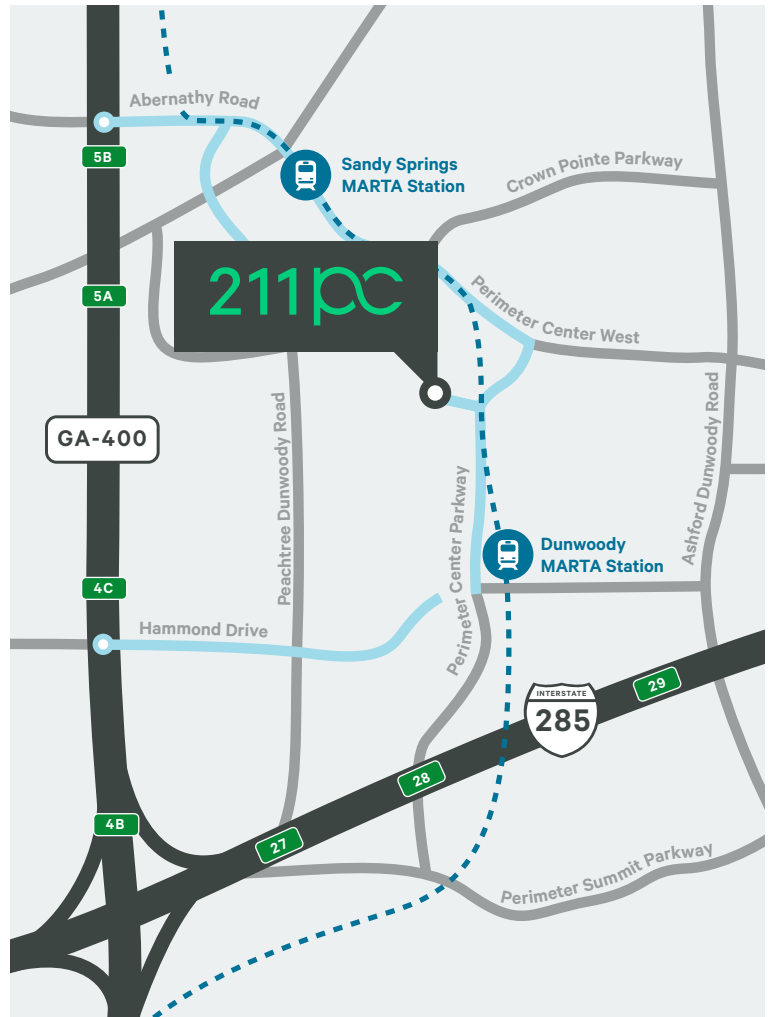 Abernathy Road
5B
Sandy Springs
MARTA Station
Crown Pointe Parkway
211 pc
5A
Perimeter Center West
GA-400
Peachtree Dunwoody Road
Ashford Dunwoody Road
Perimeter Center Parkway
Dunwoody
MARTA Station
4C
Hammond Drive
29
INTERSTATE
285
28
4B
27
Perimeter Summit Parkway